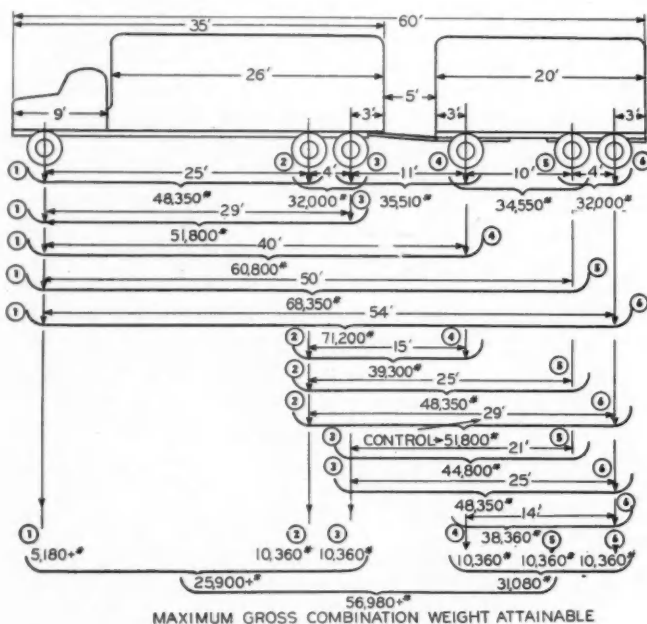 60'
35'
26' 20'
5'
9' 3' 3' 3'
② ③ ④ ⑤ ⑥
① 25' 4' 11' 10' 4'
48,350# 32,000# 35,510# 34,550# 32,000#
① 29' ③
51,800#
① 40' ④
60,800#
① 50' ⑤
68,350#
① 54' ⑥
71,200#
② 15' ④
39,300#
② 25' ⑤
48,350#
② 29' ⑥
CONTROL→51,800#
③ 21' ⑤
44,800#
③ 25' ⑥
48,350#
14' ⑥
④ 38,360#
① ② ③ ⑤ ⑥
5,180+# 10,360# 10,360# 10,360# 10,360# 10,360#
25,900+# 31,080#
56,980+#
MAXIMUM GROSS COMBINATION WEIGHT ATTAINABLE